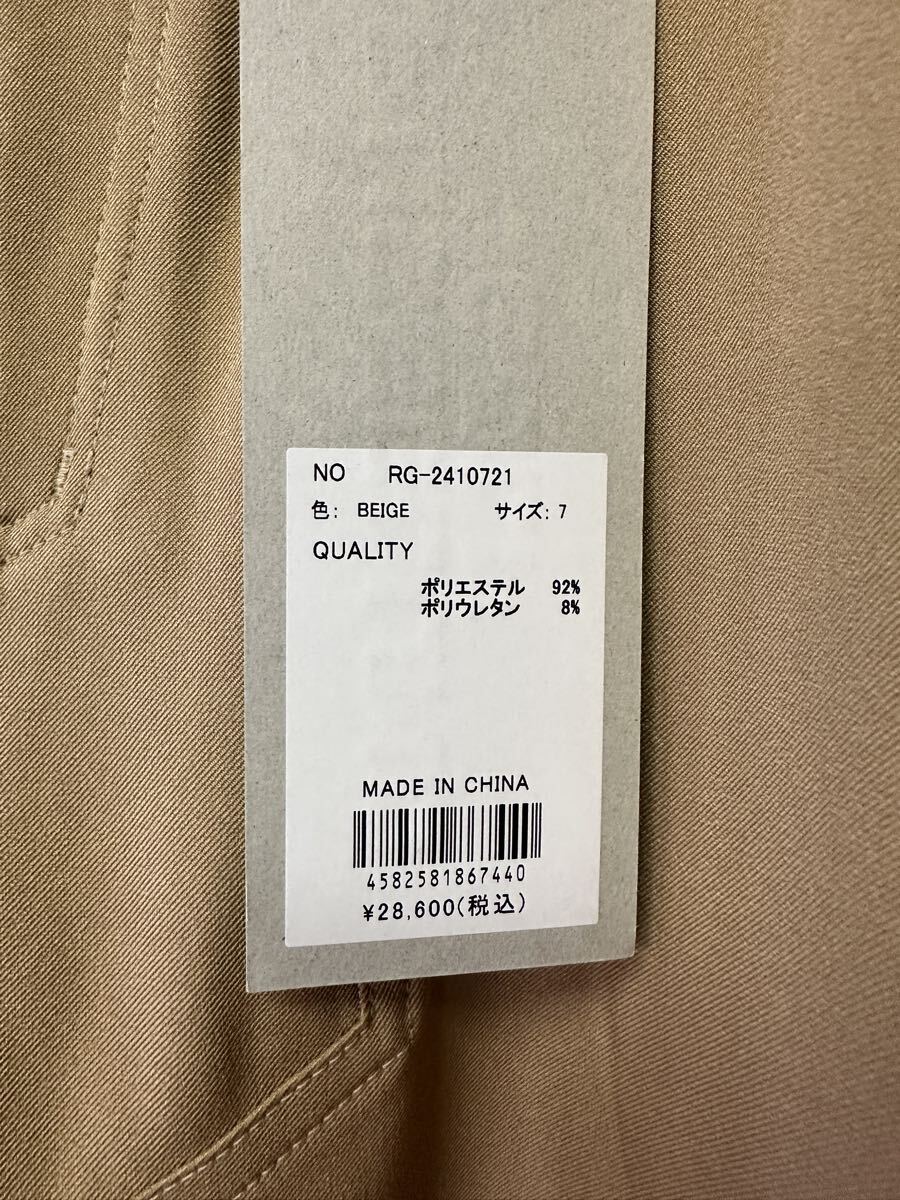 NO RG-2410721
色: BEIGE サイズ: 7
QUALITY
ポリエステル 92%
ポリウレタン 8%
MADE IN CHINA
4582581867440
¥28,600(税込)